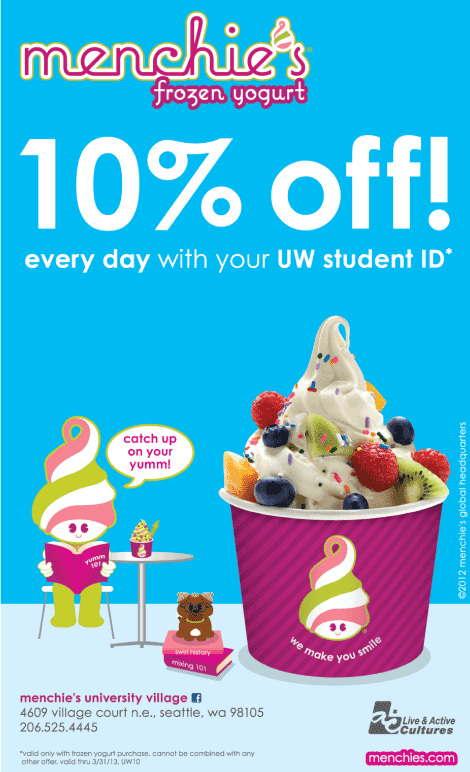 menchie's
frozen yogurt
10% off!
every day with your UW student ID*
catch up
on your
yumm!
yumm
101
swirl history
mixing 101
we make you smile
©2012 menchie's global headquarters
menchie's university village f
4609 village court n.e., seattle, wa 98105
206.525.4445
Live & Active
Cultures
*valid only with frozen yogurt purchase. cannot be combined with any
other offer. valid thru 3/31/13. UW10
menchies.com